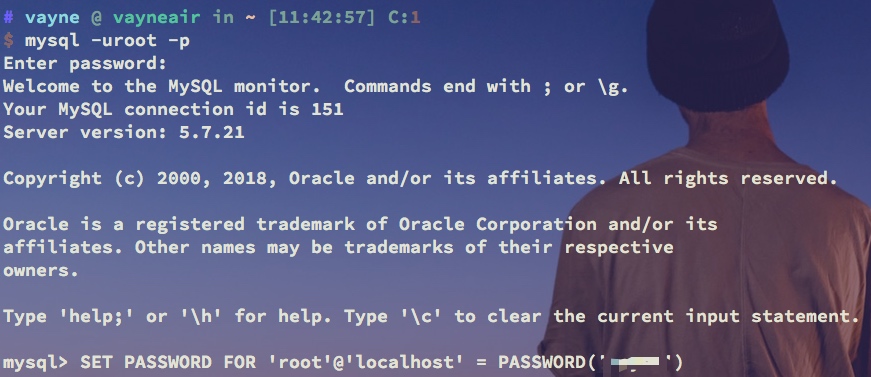 # vayne @ vayneair in ~ [11:42:57] C:1
$ mysql -uroot -p
Enter password:
Welcome to the MySQL monitor.  Commands end with ; or \g.
Your MySQL connection id is 151
Server version: 5.7.21
Copyright (c) 2000, 2018, Oracle and/or its affiliates. All rights reserved.
Oracle is a registered trademark of Oracle Corporation and/or its
affiliates. Other names may be trademarks of their respective
owners.
Type 'help;' or '\h' for help. Type '\c' to clear the current input statement.
mysql> SET PASSWORD FOR 'root'@'localhost' = PASSWORD(' ')